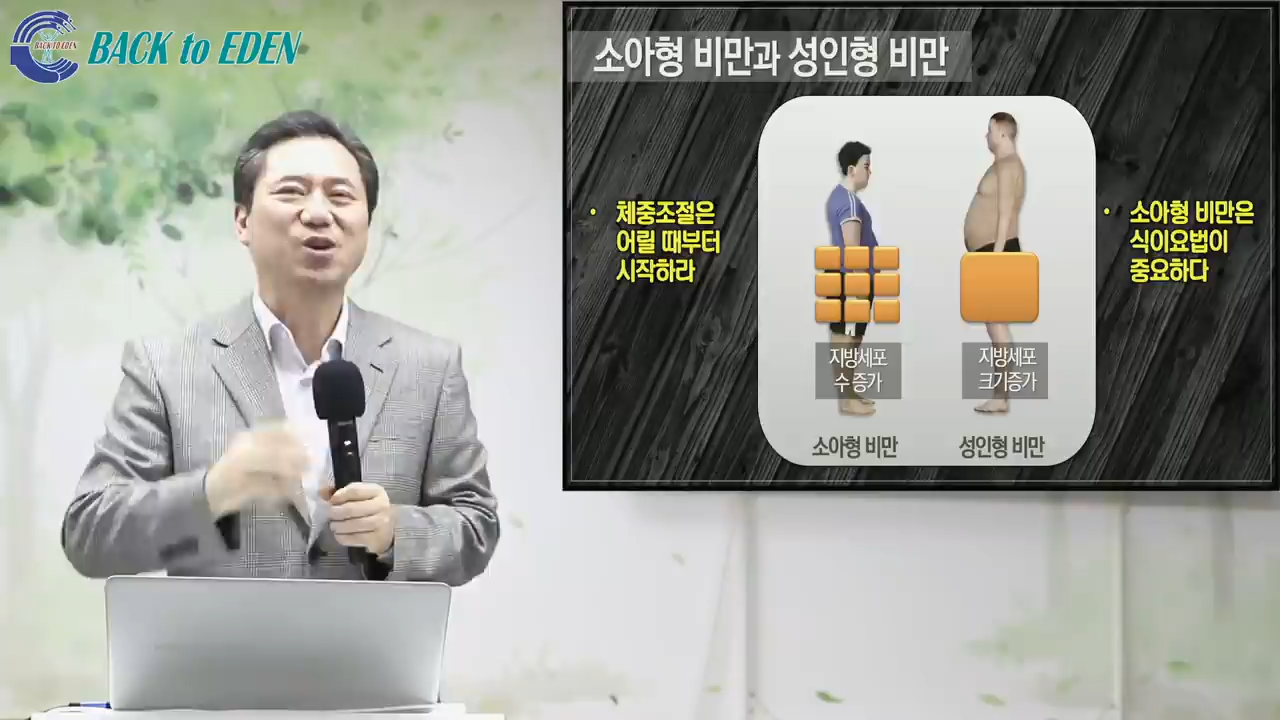 BACK TO EDEN
BACK to EDEN
소아형 비만과 성인형 비만
• 체중조절은
어릴 때부터
시작하라
• 소아형 비만은
식이요법이
중요하다
지방세포
수 증가
지방세포
크기증가
소아형 비만
성인형 비만